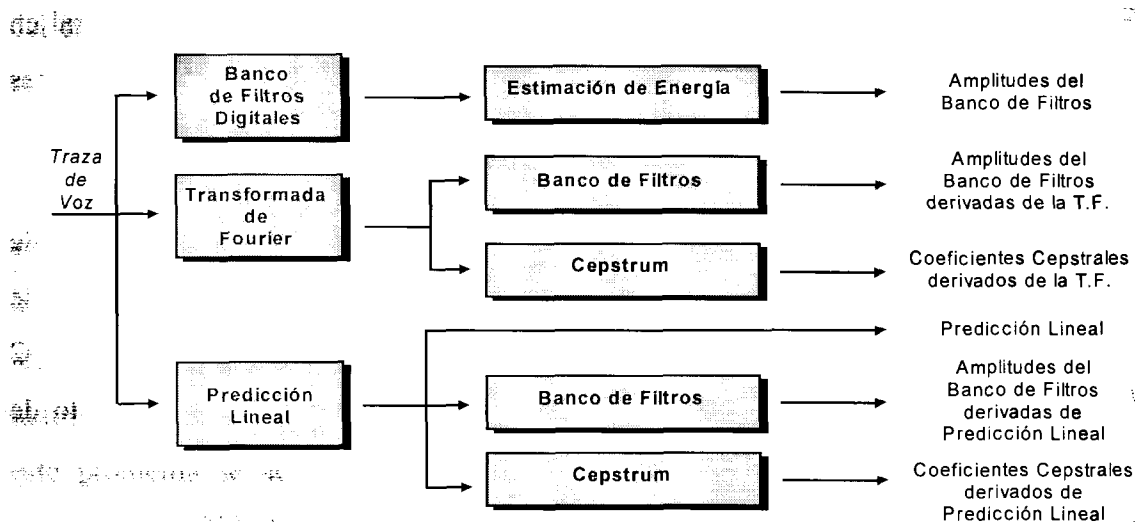 Banco
de Filtros
Digitales
Estimación de Energía
Amplitudes del
Banco de Filtros
Traza
de
Voz
Transformada
de
Fourier
Banco de Filtros
Amplitudes del
Banco de Filtros
derivadas de la T.F.
Cepstrum
Coeficientes Cepstrales
derivados de la T.F.
Predicción Lineal
Predicción
Lineal
Banco de Filtros
Amplitudes del
Banco de Filtros
derivadas de
Predicción Lineal
Cepstrum
Coeficientes Cepstrales
derivados de
Predicción Lineal